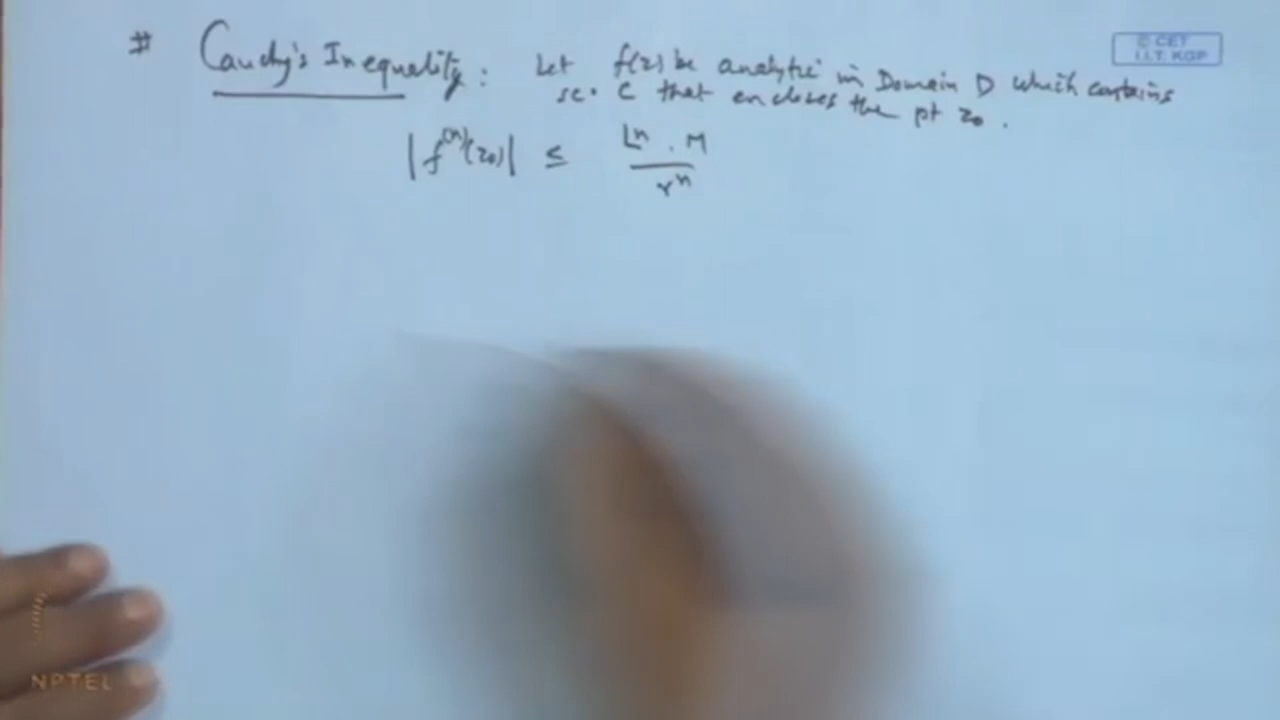 # Cauchy's Inequality: Let f(z) be analytic in Domain D which contains
sc. C that encloses the pt z₀.
|f⁽ⁿ⁾(z₀)| ≤ Lⁿ . M / rⁿ
© CET
I.I.T. KGP
NPTEL